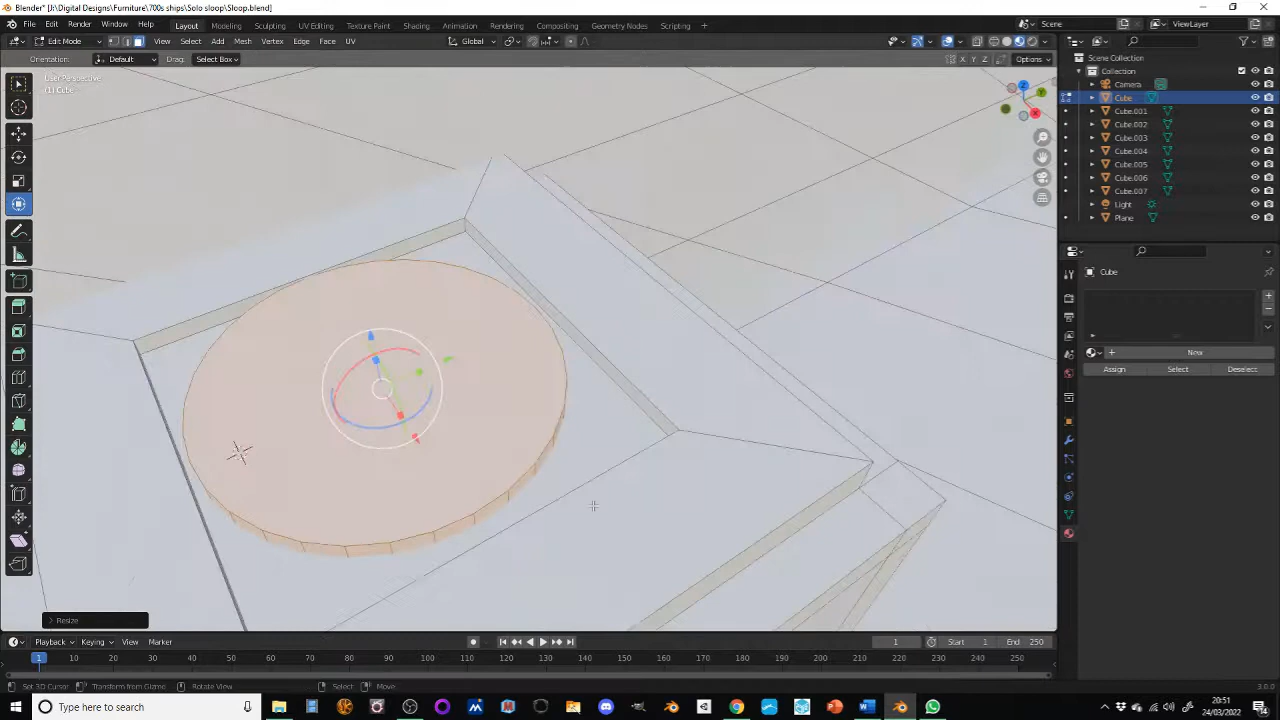 Blender* [J:\Digital Designs\Furniture\700s ships\Solo sloop\Sloop.blend]
File Edit Render Window Help Layout Modeling Sculpting UV Editing Texture Paint Shading Animation Rendering Compositing Geometry Nodes Scripting + Scene ViewLayer
Edit Mode View Select Add Mesh Vertex Edge Face UV Global
Orientation: Default Drag: Select Box X Y Z Options
User Perspective
(1) Cube
Scene Collection
Collection
Camera
Cube
Cube.001
Cube.002
Cube.003
Cube.004
Cube.005
Cube.006
Cube.007
Light
Plane
Cube
New
Assign Select Deselect
Resize
Playback Keying View Marker 1 Start 1 End 250
1 10 20 30 40 50 60 70 80 90 100 110 120 130 140 150 160 170 180 190 200 210 220 230 240 250
Set 3D Cursor Transform from Gizmo Rotate View Select Move 3.0.0
Type here to search
20:51
24/03/2022
14